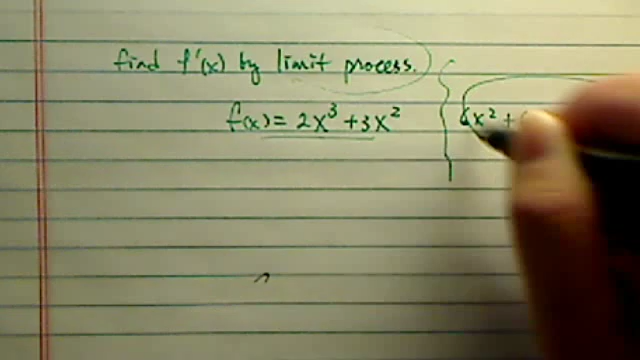 find f'(x) by limit process.
f(x) = 2x³ + 3x²
6x² +